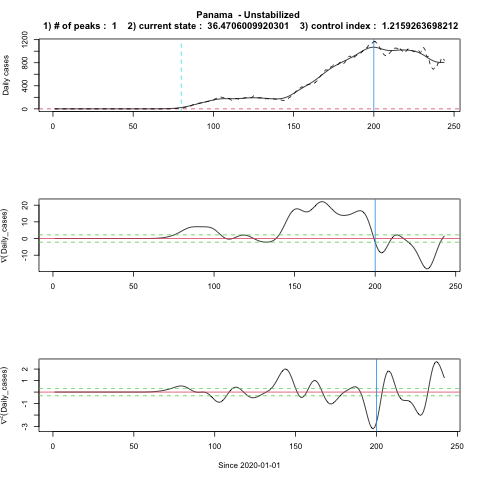 Panama - Unstabilized
1) # of peaks : 1 2) current state : 36.4706009920301 3) control index : 1.2159263698212
Daily cases
0 400 800 1200
0 50 100 150 200 250
∇(Daily_cases)
-10 0 10 20
0 50 100 150 200 250
∇²(Daily_cases)
-3 -1 1 2
0 50 100 150 200 250
Since 2020-01-01